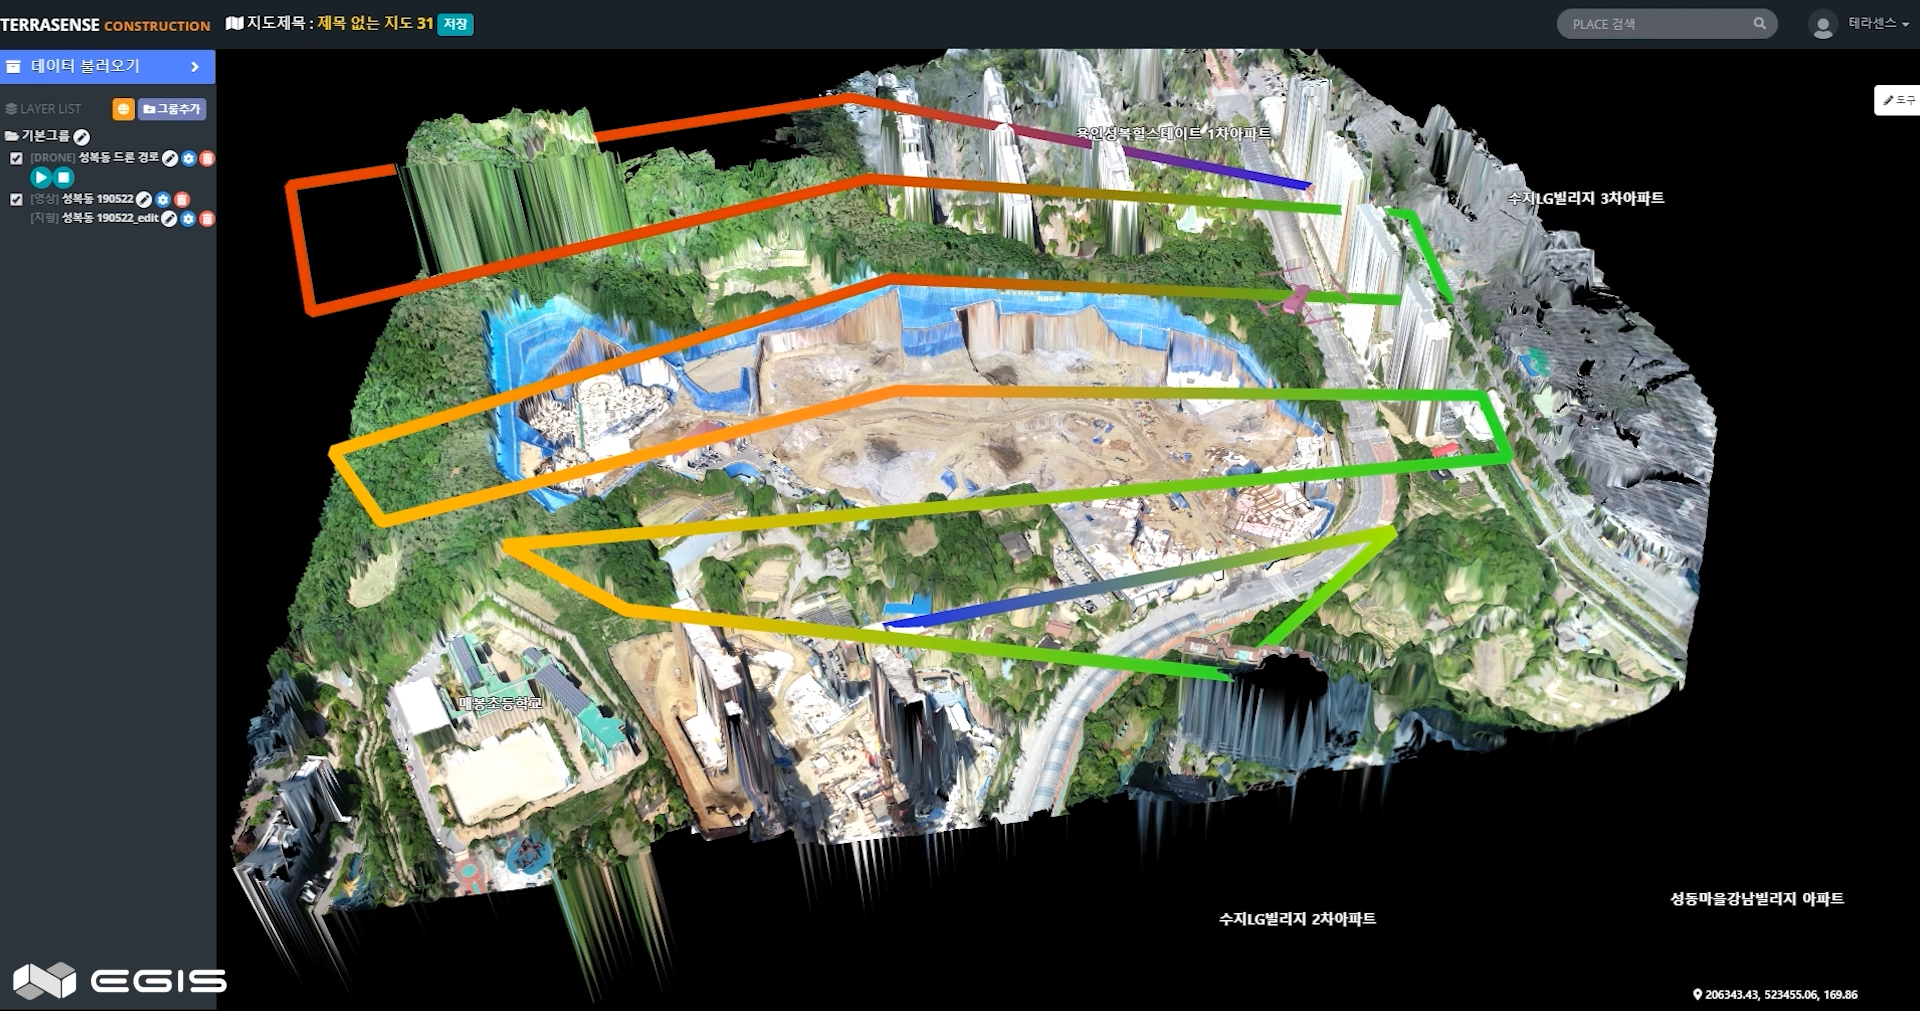 TERRASENSE CONSTRUCTION
지도제목 : 제목 없는 지도 31 저장
PLACE 검색
테라센스
데이터 불러오기
LAYER LIST
그룹추가
도구
기본그룹
[DRONE] 성복동 드론 경로
[영상] 성복동 190522
[지형] 성복동 190522_edit
용인성복힐스테이트 1차아파트
수지LG빌리지 3차아파트
매봉초등학교
성동마을강남빌리지 아파트
수지LG빌리지 2차아파트
EGIS
206343.43, 523455.06, 169.86